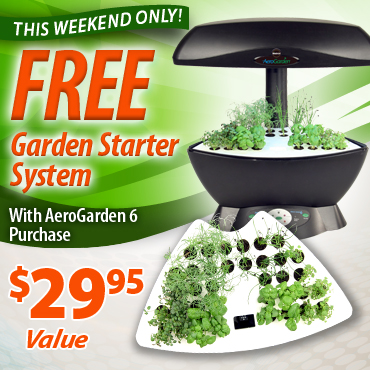 THIS WEEKEND ONLY!
FREE
Garden Starter
System
With AeroGarden 6
Purchase
$29.95
Value
AeroGarden